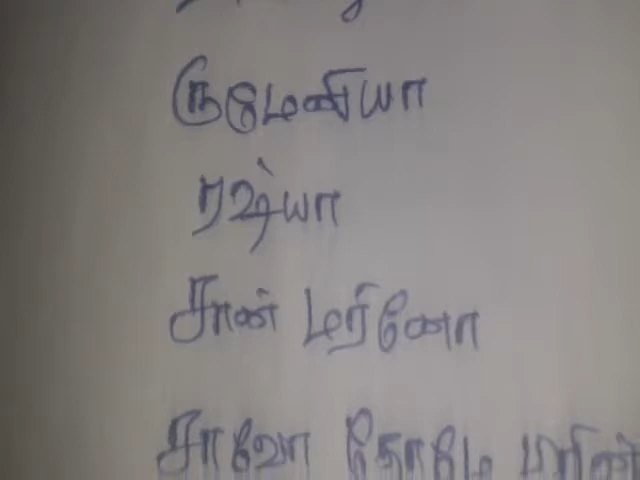 ருமேனியா
ரஷ்யா
சான் மரினோ
சாவோ தோமே